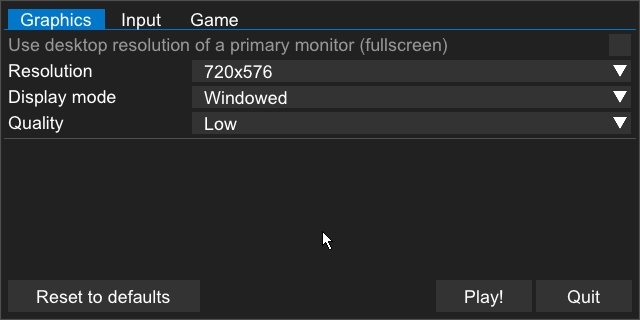 Graphics Input Game
Use desktop resolution of a primary monitor (fullscreen)
Resolution 720x576
Display mode Windowed
Quality Low
Reset to defaults Play! Quit